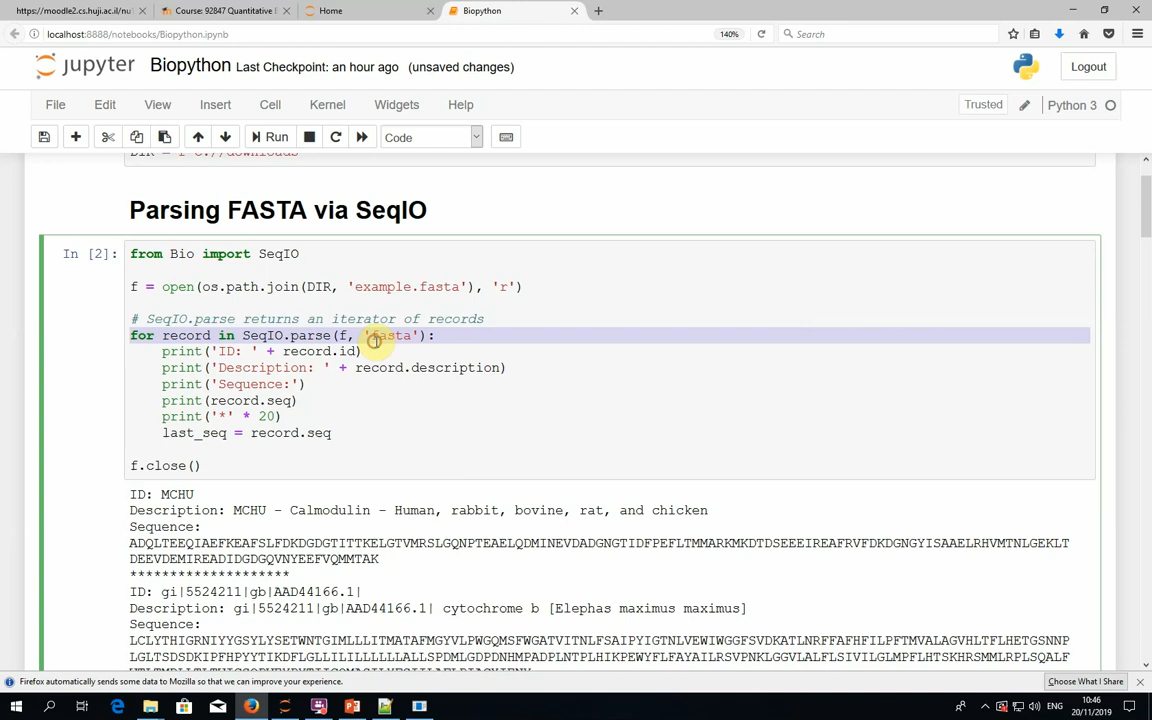 https://moodle2.cs.huji.ac.il/nu
Course: 92847 Quantitative E
Home
Biopython
localhost:8888/notebooks/Biopython.ipynb
140%
Search
jupyter Biopython Last Checkpoint: an hour ago (unsaved changes)
Logout
File Edit View Insert Cell Kernel Widgets Help
Trusted
Python 3
Run
Code
Parsing FASTA via SeqIO
In [2]:
from Bio import SeqIO
f = open(os.path.join(DIR, 'example.fasta'), 'r')
# SeqIO.parse returns an iterator of records
for record in SeqIO.parse(f, 'fasta'):
print('ID: ' + record.id)
print('Description: ' + record.description)
print('Sequence:')
print(record.seq)
print('*' * 20)
last_seq = record.seq
f.close()
ID: MCHU
Description: MCHU - Calmodulin - Human, rabbit, bovine, rat, and chicken
Sequence:
ADQLTEEQIAEFKEAFSLFDKDGDGTITTKELGTVMRSLGQNPTEAELQDMINEVDADGNGTIDFPEFLTMMARKMKDTDSEEEIREAFRVFDKDGNGYISAAELRHVMTNLGEKLT
DEEVDEMIREADIDGDGQVNYEEFVQMMTAK
********************
ID: gi|5524211|gb|AAD44166.1|
Description: gi|5524211|gb|AAD44166.1| cytochrome b [Elephas maximus maximus]
Sequence:
LCLYTHIGRNIYYGSYLYSETWNTGIMLLLITMATAFMGYVLPWGQMSFWGATVITNLFSAIPYIGTNLVEWIWGGFSVDKATLNRFFAFHFILPFTMVALAGVHLTFLHETGSNNP
LGLTSDSDKIPFHPYYTIKDFLGLLILILLLLLLALLSPDMLGDPDNHMPADPLNTPLHIKPEWYFLFAYAILRSVPNKLGGVLALFLSIVILGLMPFLHTSKHRSMMLRPLSQALF
Firefox automatically sends some data to Mozilla so that we can improve your experience.
Choose What I Share
ENG
10:46
20/11/2019